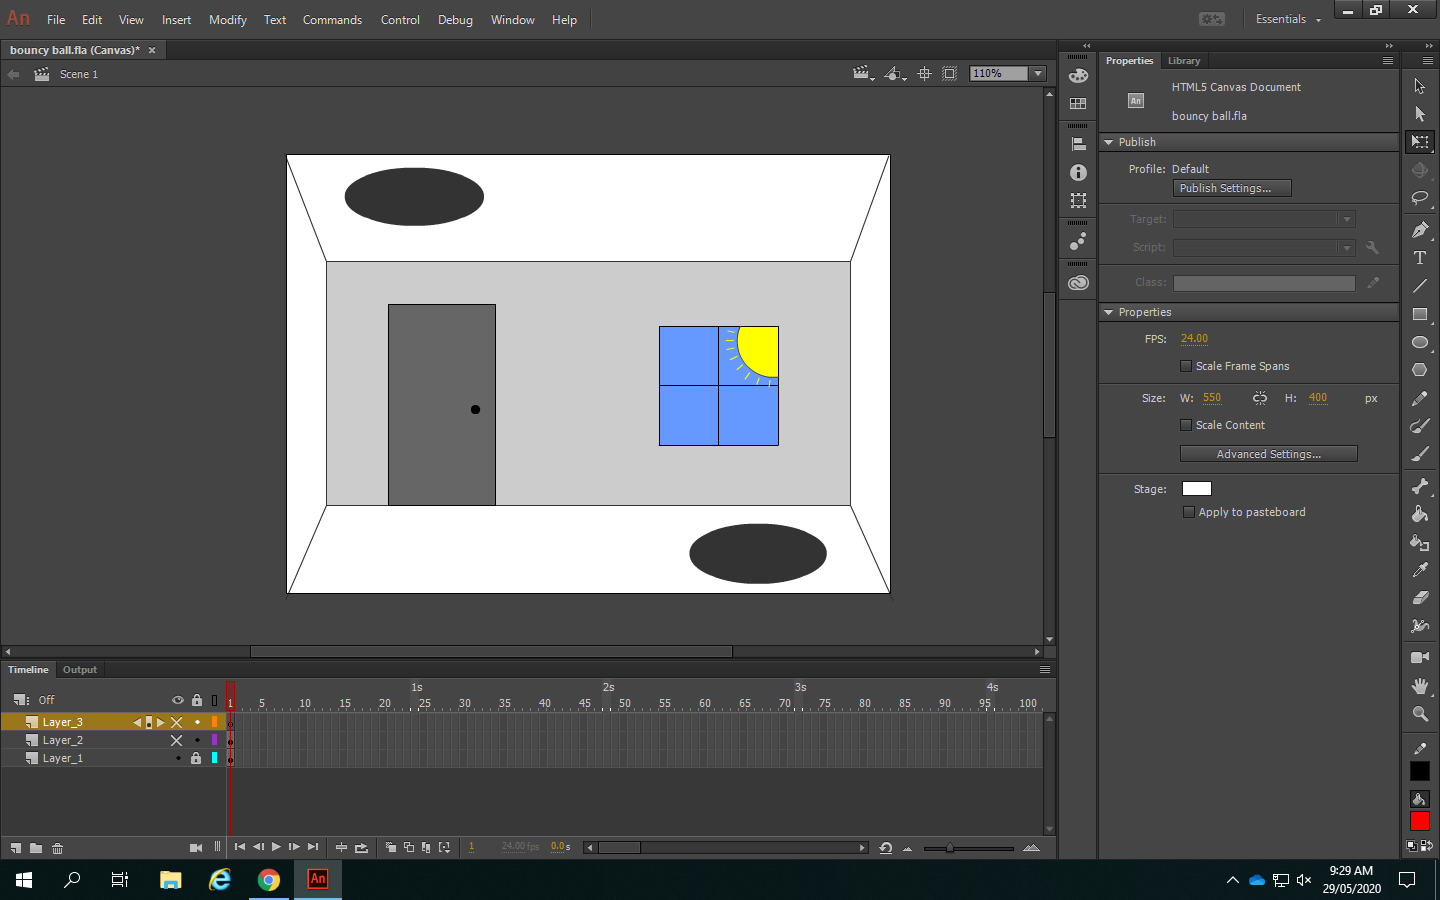 An File Edit View Insert Modify Text Commands Control Debug Window Help Essentials
bouncy ball.fla (Canvas)* ×
Scene 1 110%
Properties Library
An HTML5 Canvas Document
bouncy ball.fla
Publish
Profile: Default
Publish Settings...
Target:
Script:
Class:
Properties
FPS: 24.00
Scale Frame Spans
Size: W: 550 H: 400 px
Scale Content
Advanced Settings...
Stage:
Apply to pasteboard
T
Timeline Output
1s 2s 3s 4s
Off 1 5 10 15 20 25 30 35 40 45 50 55 60 65 70 75 80 85 90 95 100
Layer_3
Layer_2
Layer_1
1 24.00 fps 0.0 s
An
9:29 AM
29/05/2020